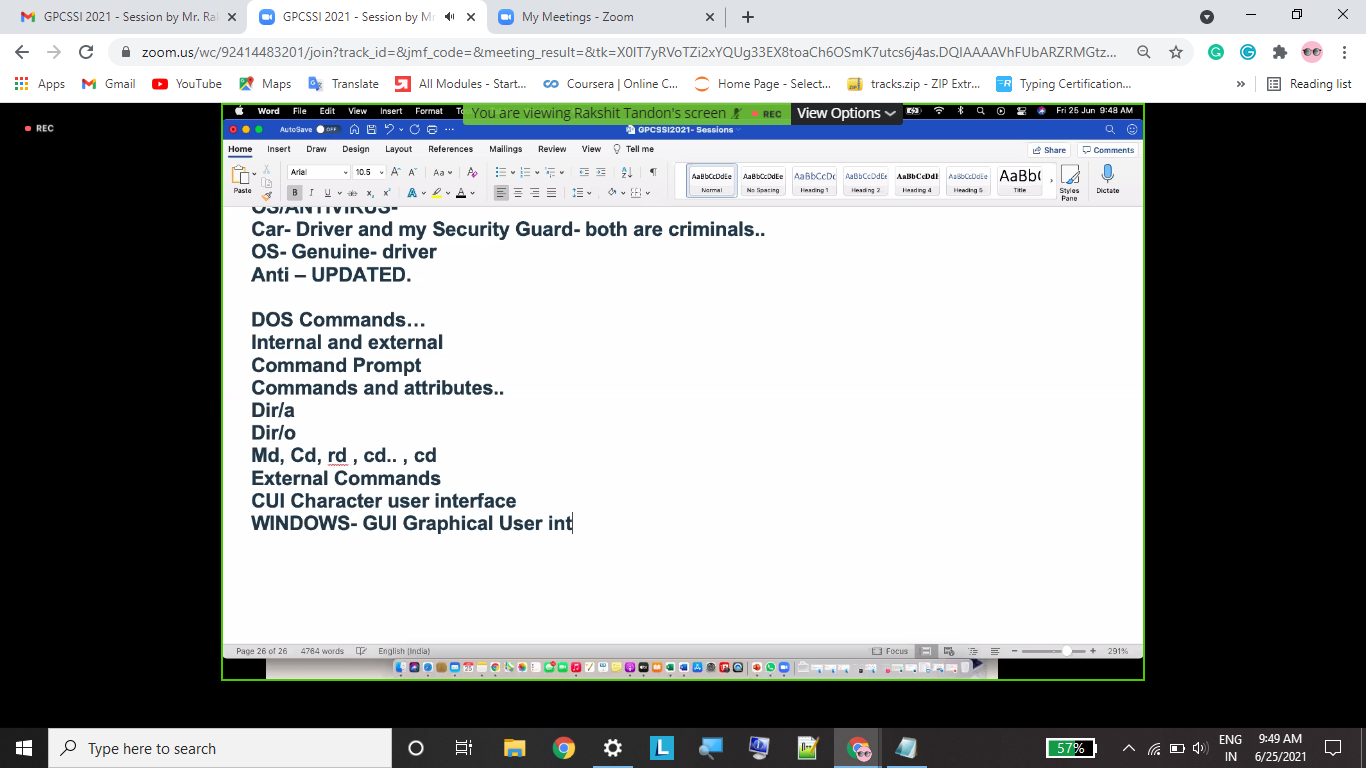 GPCSSI 2021 - Session by Mr. Ra
GPCSSI 2021 - Session by Mr
My Meetings - Zoom
zoom.us/wc/92414483201/join?track_id=&jmf_code=&meeting_result=&tk=X0IT7yRVoTZi2xYQUg33EX8toaCh6OSmK7utcs6j4as.DQIAAAAVhFUbARZRMGtz...
Apps
Gmail
YouTube
Maps
Translate
All Modules - Start...
Coursera | Online C...
Home Page - Select...
tracks.zip - ZIP Extr...
Typing Certification...
»
Reading list
REC
Word File Edit View Insert Format
You are viewing Rakshit Tandon's screen
REC
View Options
Fri 25 Jun 9:48 AM
AutoSave OFF
GPCSSI2021- Sessions
Home Insert Draw Design Layout References Mailings Review View Tell me
Share
Comments
Paste
Arial
10.5
B I U
AaBbCcDdEe
Normal
AaBbCcDdEe
No Spacing
AaBbCcDc
Heading 1
AaBbCcDdEe
Heading 2
AaBbCcDdI
Heading 4
AaBbCcDdEe
Heading 5
AaBb(
Title
Styles Pane
Dictate
OS/ANTIVIRUS-
Car- Driver and my Security Guard- both are criminals..
OS- Genuine- driver
Anti – UPDATED.
DOS Commands…
Internal and external
Command Prompt
Commands and attributes..
Dir/a
Dir/o
Md, Cd, rd , cd.. , cd
External Commands
CUI Character user interface
WINDOWS- GUI Graphical User int
Page 26 of 26
4764 words
English (India)
Focus
291%
Type here to search
57%
ENG
IN
9:49 AM
6/25/2021